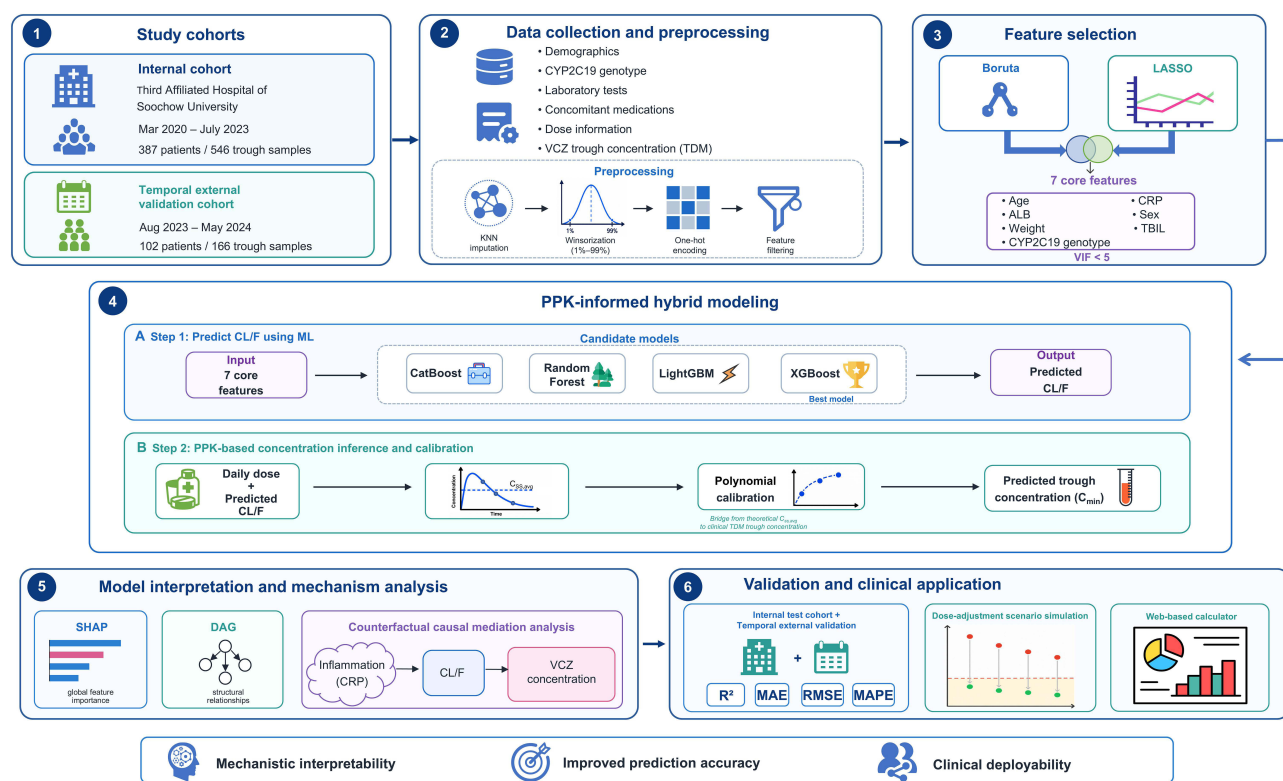 1
Study cohorts
Internal cohort
Third Affiliated Hospital of
Soochow University
Mar 2020 – July 2023
387 patients / 546 trough samples
Temporal external
validation cohort
Aug 2023 – May 2024
102 patients / 166 trough samples
2
Data collection and preprocessing
• Demographics
• CYP2C19 genotype
• Laboratory tests
• Concomitant medications
• Dose information
• VCZ trough concentration (TDM)
Preprocessing
KNN
imputation
1%
99%
Winsorization
(1%–99%)
One-hot
encoding
Feature
filtering
3
Feature selection
Boruta
LASSO
7 core features
• Age
• ALB
• Weight
• CYP2C19 genotype
• CRP
• Sex
• TBIL
VIF < 5
4
PPK-informed hybrid modeling
A Step 1: Predict CL/F using ML
Input
7 core
features
Candidate models
CatBoost
Random
Forest
LightGBM
XGBoost
Best model
Output
Predicted
CL/F
B Step 2: PPK-based concentration inference and calibration
Daily dose
+
Predicted
CL/F
Concentration
Css,avg
Time
Polynomial
calibration
Bridge from theoretical Css,avg
to clinical TDM trough concentration
Predicted trough
concentration (Cmin)
5
Model interpretation and mechanism analysis
SHAP
global feature
importance
DAG
structural
relationships
Counterfactual causal mediation analysis
Inflammation
(CRP)
CL/F
VCZ
concentration
6
Validation and clinical application
Internal test cohort +
Temporal external validation
+
R²
MAE
RMSE
MAPE
Dose-adjustment scenario simulation
Web-based calculator
Mechanistic interpretability
Improved prediction accuracy
Clinical deployability